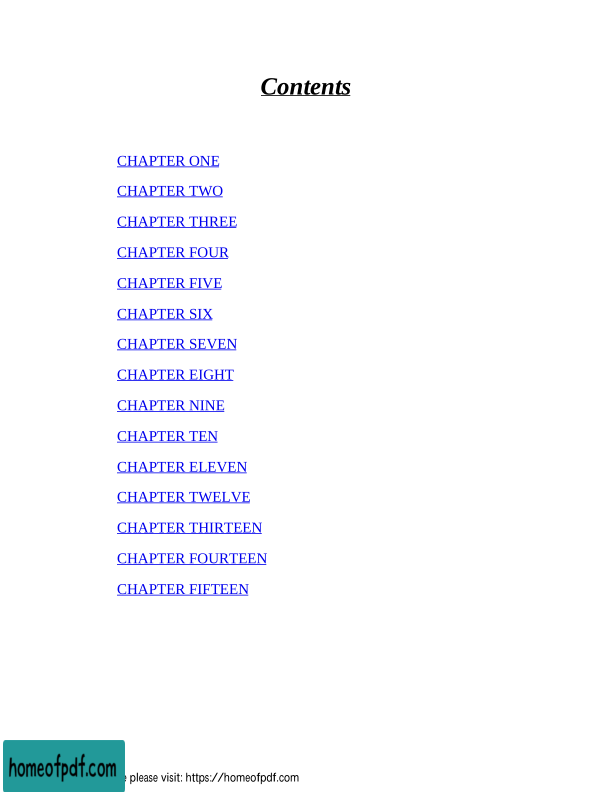 Contents
CHAPTER ONE
CHAPTER TWO
CHAPTER THREE
CHAPTER FOUR
CHAPTER FIVE
CHAPTER SIX
CHAPTER SEVEN
CHAPTER EIGHT
CHAPTER NINE
CHAPTER TEN
CHAPTER ELEVEN
CHAPTER TWELVE
CHAPTER THIRTEEN
CHAPTER FOURTEEN
CHAPTER FIFTEEN
homeofpdf.com please visit: https://homeofpdf.com